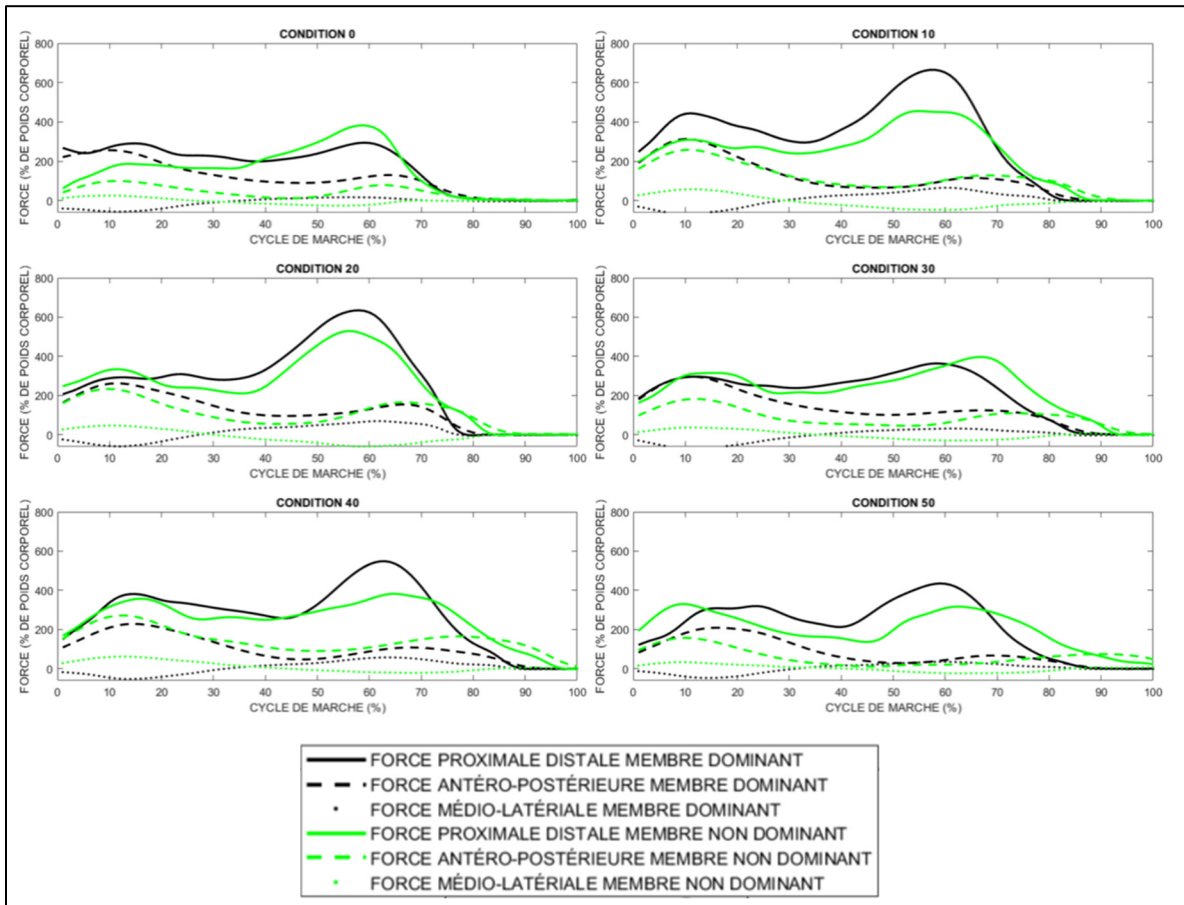 CONDITION 0
FORCE (% DE POIDS CORPOREL)
800
600
400
200
0
0 10 20 30 40 50 60 70 80 90 100
CYCLE DE MARCHE (%)
CONDITION 10
FORCE (% DE POIDS CORPOREL)
800
600
400
200
0
0 10 20 30 40 50 60 70 80 90 100
CYCLE DE MARCHE (%)
CONDITION 20
FORCE (% DE POIDS CORPOREL)
800
600
400
200
0
0 10 20 30 40 50 60 70 80 90 100
CYCLE DE MARCHE (%)
CONDITION 30
FORCE (% DE POIDS CORPOREL)
800
600
400
200
0
0 10 20 30 40 50 60 70 80 90 100
CYCLE DE MARCHE (%)
CONDITION 40
FORCE (% DE POIDS CORPOREL)
800
600
400
200
0
0 10 20 30 40 50 60 70 80 90 100
CYCLE DE MARCHE (%)
CONDITION 50
FORCE (% DE POIDS CORPOREL)
800
600
400
200
0
0 10 20 30 40 50 60 70 80 90 100
CYCLE DE MARCHE (%)
FORCE PROXIMALE DISTALE MEMBRE DOMINANT
FORCE ANTÉRO-POSTÉRIEURE MEMBRE DOMINANT
FORCE MÉDIO-LATÉRIALE MEMBRE DOMINANT
FORCE PROXIMALE DISTALE MEMBRE NON DOMINANT
FORCE ANTÉRO-POSTÉRIEURE MEMBRE NON DOMINANT
FORCE MÉDIO-LATÉRIALE MEMBRE NON DOMINANT